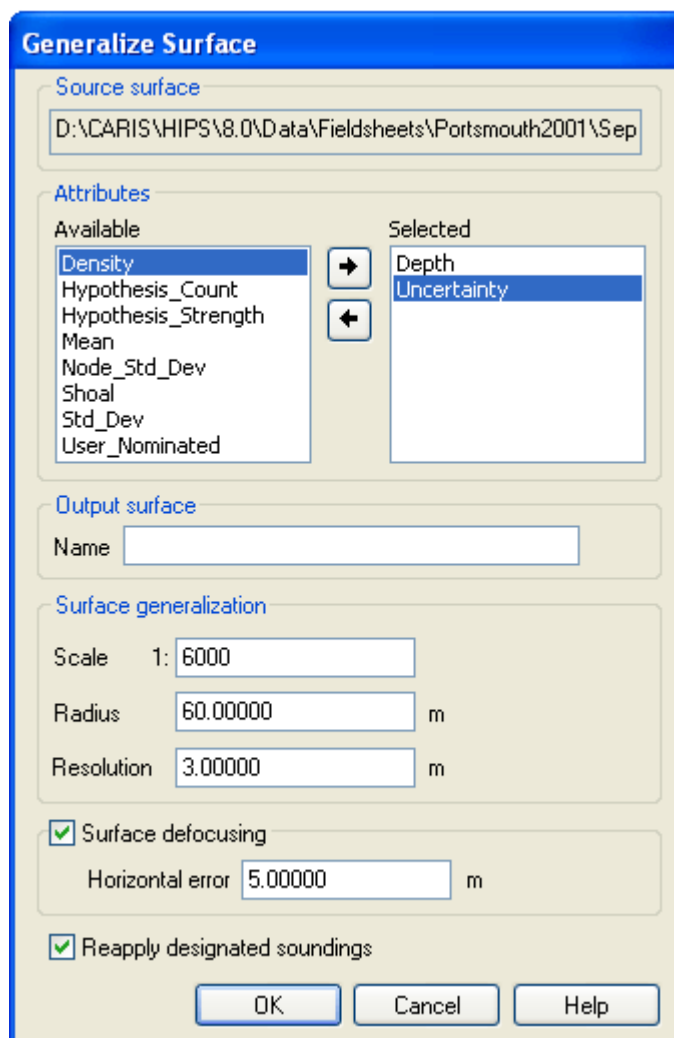 Generalize Surface
Source surface
D:\CARIS\HIPS\8.0\Data\Fieldsheets\Portsmouth2001\Sep
Attributes
Available
Selected
Density
Hypothesis_Count
Hypothesis_Strength
Mean
Node_Std_Dev
Shoal
Std_Dev
User_Nominated
Depth
Uncertainty
Output surface
Name
Surface generalization
Scale 1: 6000
Radius 60.00000 m
Resolution 3.00000 m
Surface defocusing
Horizontal error 5.00000 m
Reapply designated soundings
OK Cancel Help